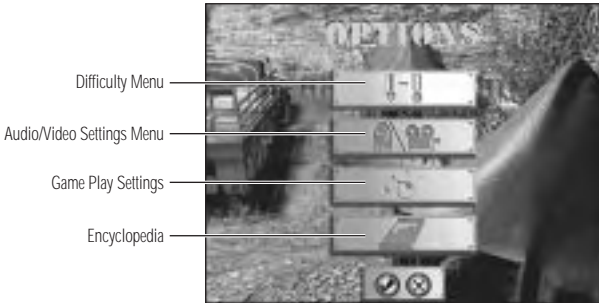 OPTIONS
Difficulty Menu
Audio/Video Settings Menu
Game Play Settings
Encyclopedia